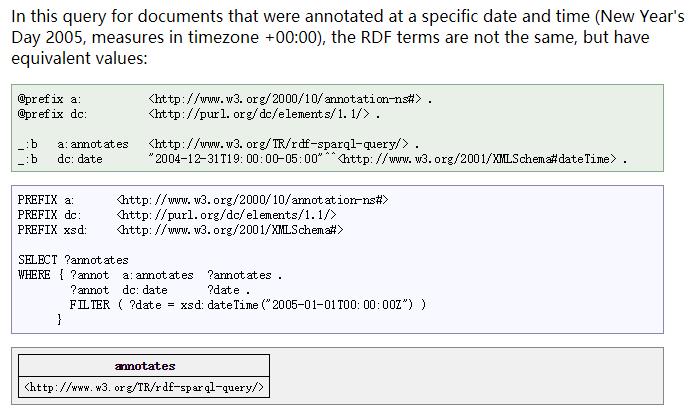 In this query for documents that were annotated at a specific date and time (New Year's
Day 2005, measures in timezone +00:00), the RDF terms are not the same, but have
equivalent values:
@prefix a: <http://www.w3.org/2000/10/annotation-ns#> .
@prefix dc: <http://purl.org/dc/elements/1.1/> .
_:b a:annotates <http://www.w3.org/TR/rdf-sparql-query/> .
_:b dc:date "2004-12-31T19:00:00-05:00"^^<http://www.w3.org/2001/XMLSchema#dateTime> .
PREFIX a: <http://www.w3.org/2000/10/annotation-ns#>
PREFIX dc: <http://purl.org/dc/elements/1.1/>
PREFIX xsd: <http://www.w3.org/2001/XMLSchema#>
SELECT ?annotates
WHERE { ?annot a:annotates ?annotates .
?annot dc:date ?date .
FILTER ( ?date = xsd:dateTime("2005-01-01T00:00:00Z") )
}
annotates
<http://www.w3.org/TR/rdf-sparql-query/>